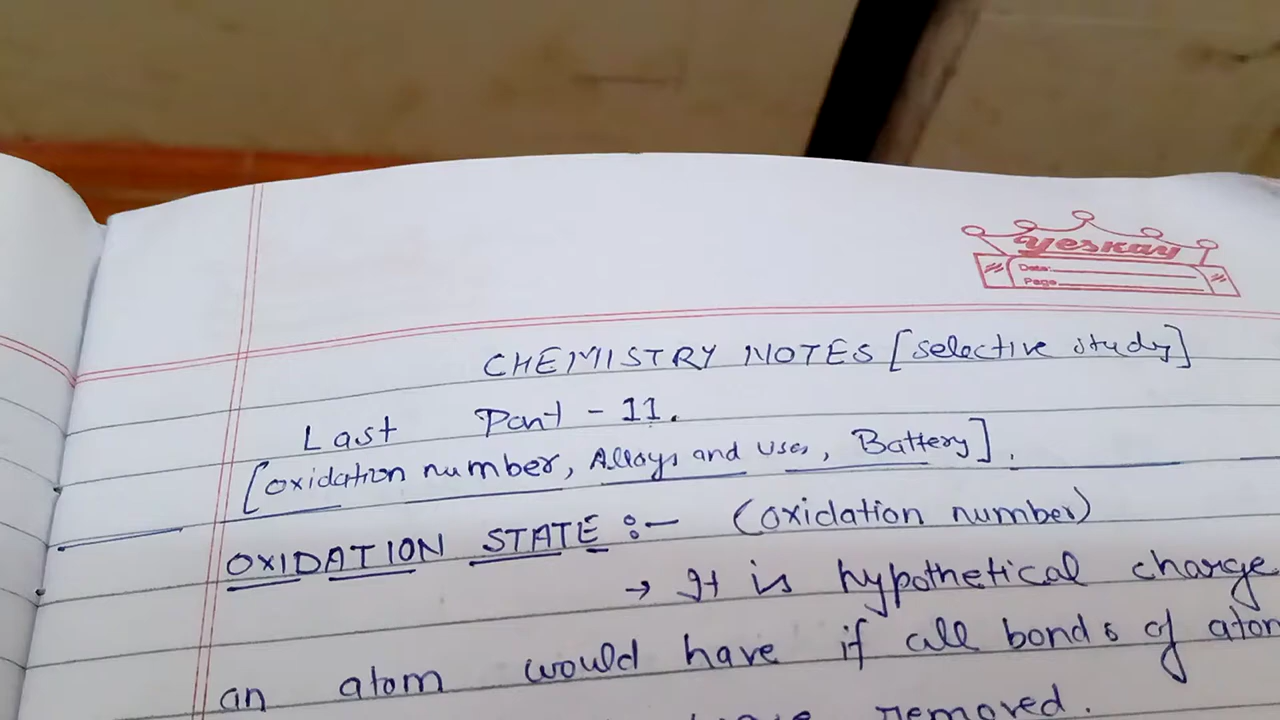 yeskay
Date:
Page
CHEMISTRY NOTES [selective study]
Last Part - 11.
[oxidation number, Alloys and uses, Battery].
OXIDATION STATE :- (oxidation number)
→ It is hypothetical charge
an atom would have if all bonds of atom
removed.